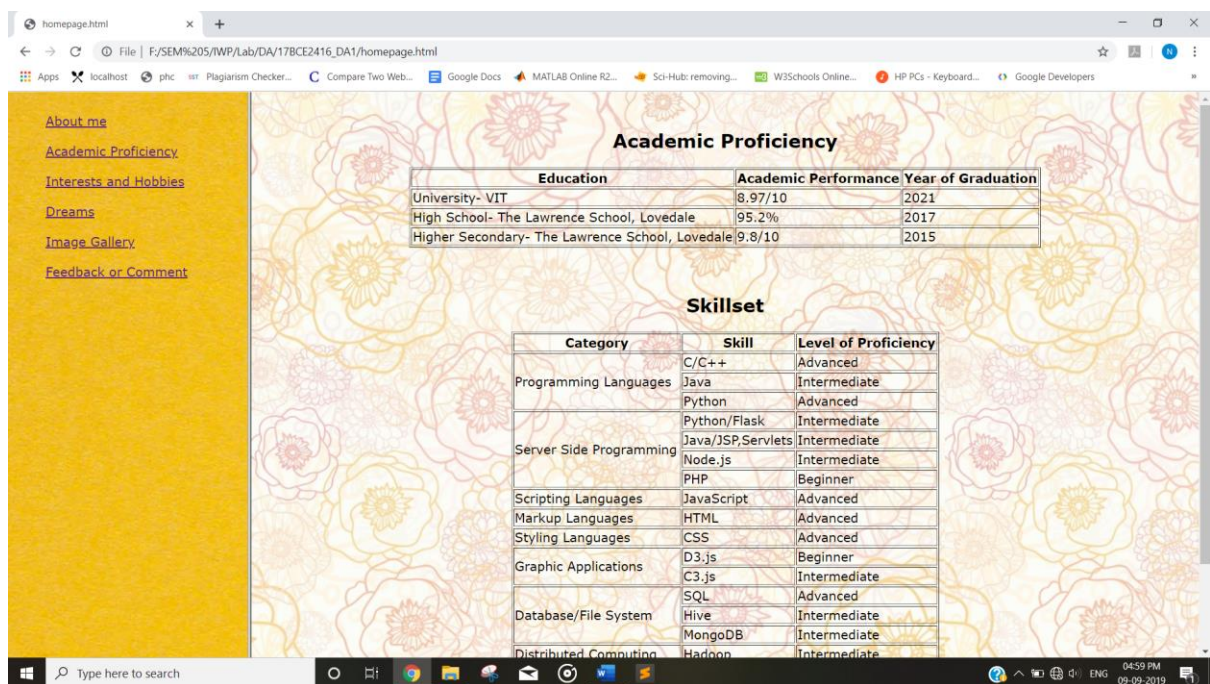 homepage.html
File | F:/SEM%205/IWP/Lab/DA/17BCE2416_DA1/homepage.html
N
Apps localhost phc Plagiarism Checker... Compare Two Web... Google Docs MATLAB Online R2... Sci-Hub: removing... W3Schools Online... HP PCs - Keyboard... Google Developers
About me
Academic Proficiency
Interests and Hobbies
Dreams
Image Gallery
Feedback or Comment
Academic Proficiency
Education Academic Performance Year of Graduation
University- VIT 8.97/10 2021
High School- The Lawrence School, Lovedale 95.2% 2017
Higher Secondary- The Lawrence School, Lovedale 9.8/10 2015
Skillset
Category Skill Level of Proficiency
C/C++ Advanced
Programming Languages Java Intermediate
Python Advanced
Python/Flask Intermediate
Java/JSP,Servlets Intermediate
Server Side Programming
Node.js Intermediate
PHP Beginner
Scripting Languages JavaScript Advanced
Markup Languages HTML Advanced
Styling Languages CSS Advanced
D3.js Beginner
Graphic Applications
C3.js Intermediate
SQL Advanced
Database/File System Hive Intermediate
MongoDB Intermediate
Distributed Computing Hadoop Intermediate
Type here to search
ENG
04:59 PM
09-09-2019